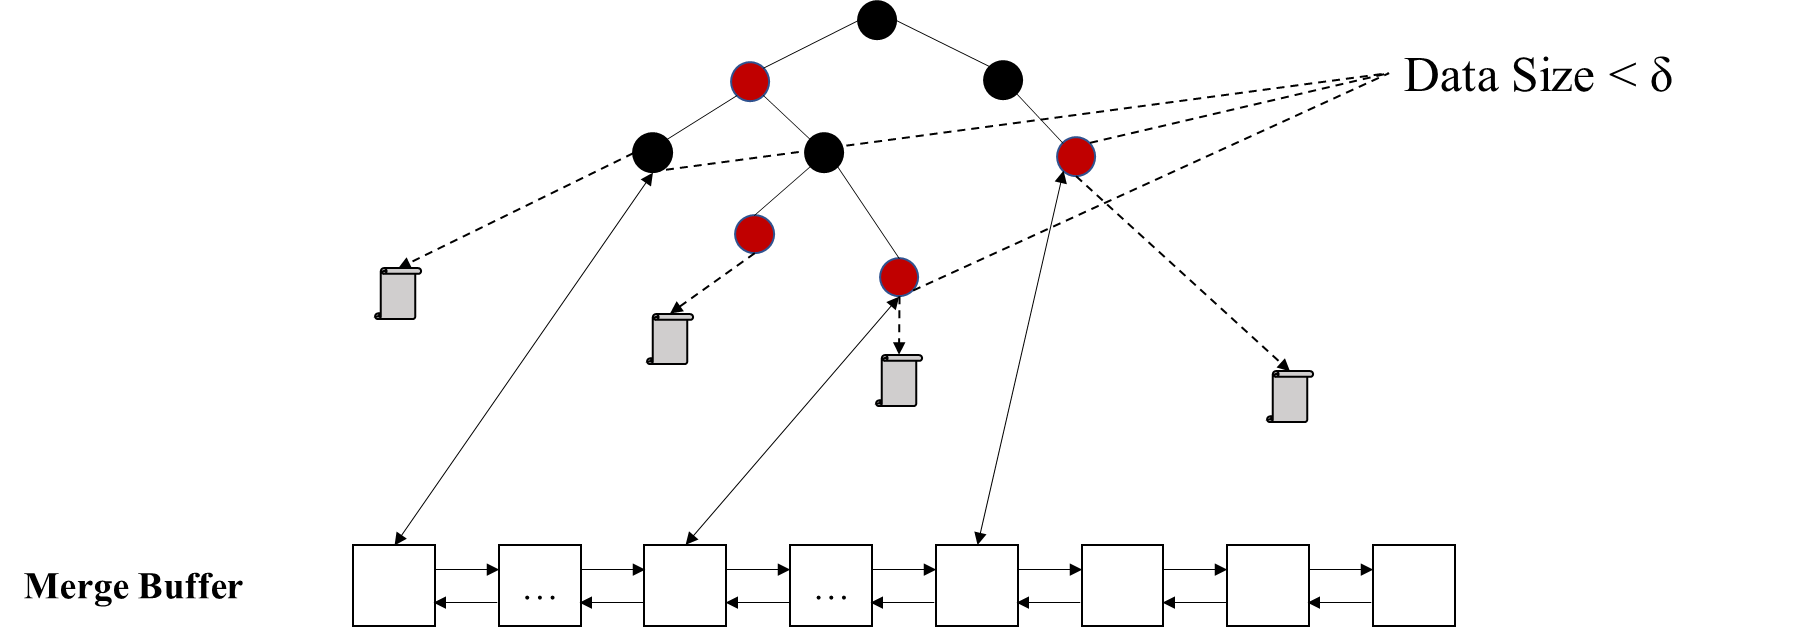 Data Size < δ
Merge Buffer
...
...